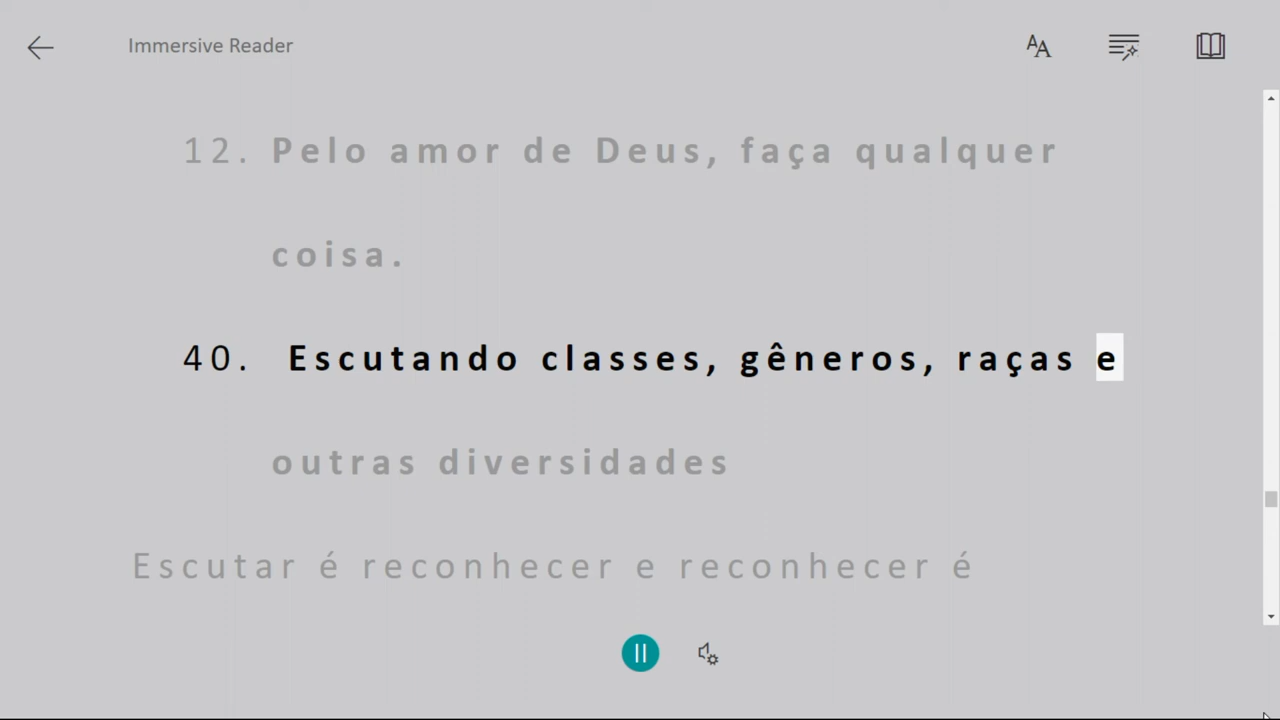 Immersive Reader
12. Pelo amor de Deus, faça qualquer
coisa.
40. Escutando classes, gêneros, raças e
outras diversidades
Escutar é reconhecer e reconhecer é